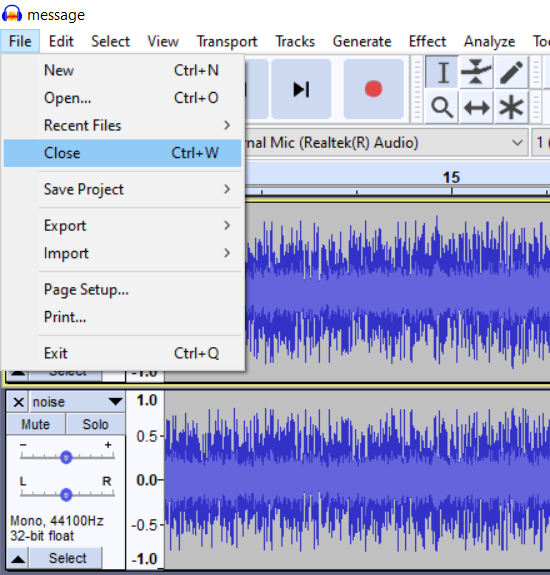 message
File Edit Select View Transport Tracks Generate Effect Analyze
New Ctrl+N
Open... Ctrl+O
Recent Files
Close Ctrl+W
Save Project
Export
Import
Page Setup...
Print...
Exit Ctrl+Q
Mic (Realtek(R) Audio) 1 (
15
Select -1.0
noise 1.0
Mute Solo
- +
0.5-
L R 0.0-
Mono, 44100Hz
32-bit float -0.5-
Select -1.0